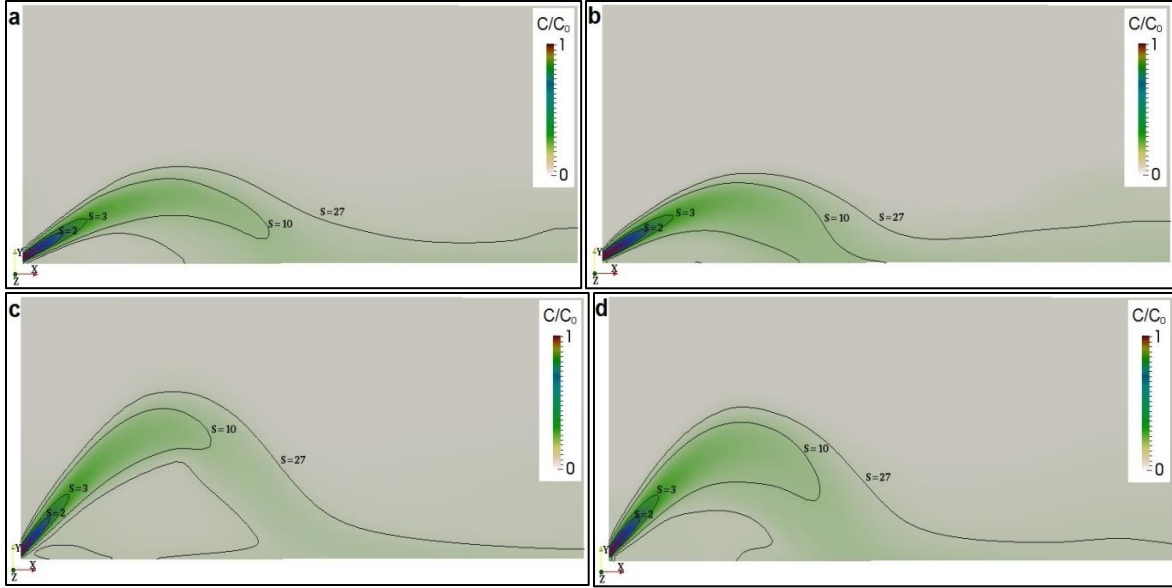 a
C/C₀
1
0
S=3
S=2
S=10
S=27
Y
X
Z
b
C/C₀
1
0
S=3
S=2
S=10
S=27
Y
X
Z
c
C/C₀
1
0
S=10
S=27
S=3
S=2
Y
X
Z
d
C/C₀
1
0
S=10
S=27
S=3
S=2
Y
X
Z